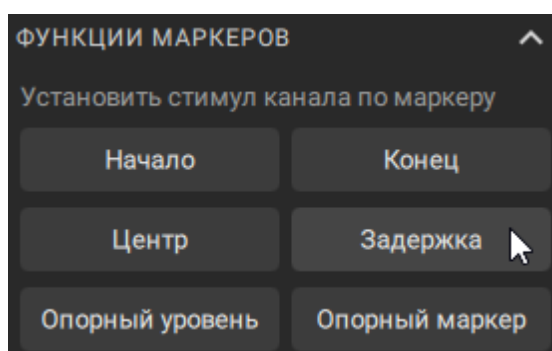 ФУНКЦИИ МАРКЕРОВ
Установить стимул канала по маркеру
Начало Конец
Центр Задержка
Опорный уровень Опорный маркер